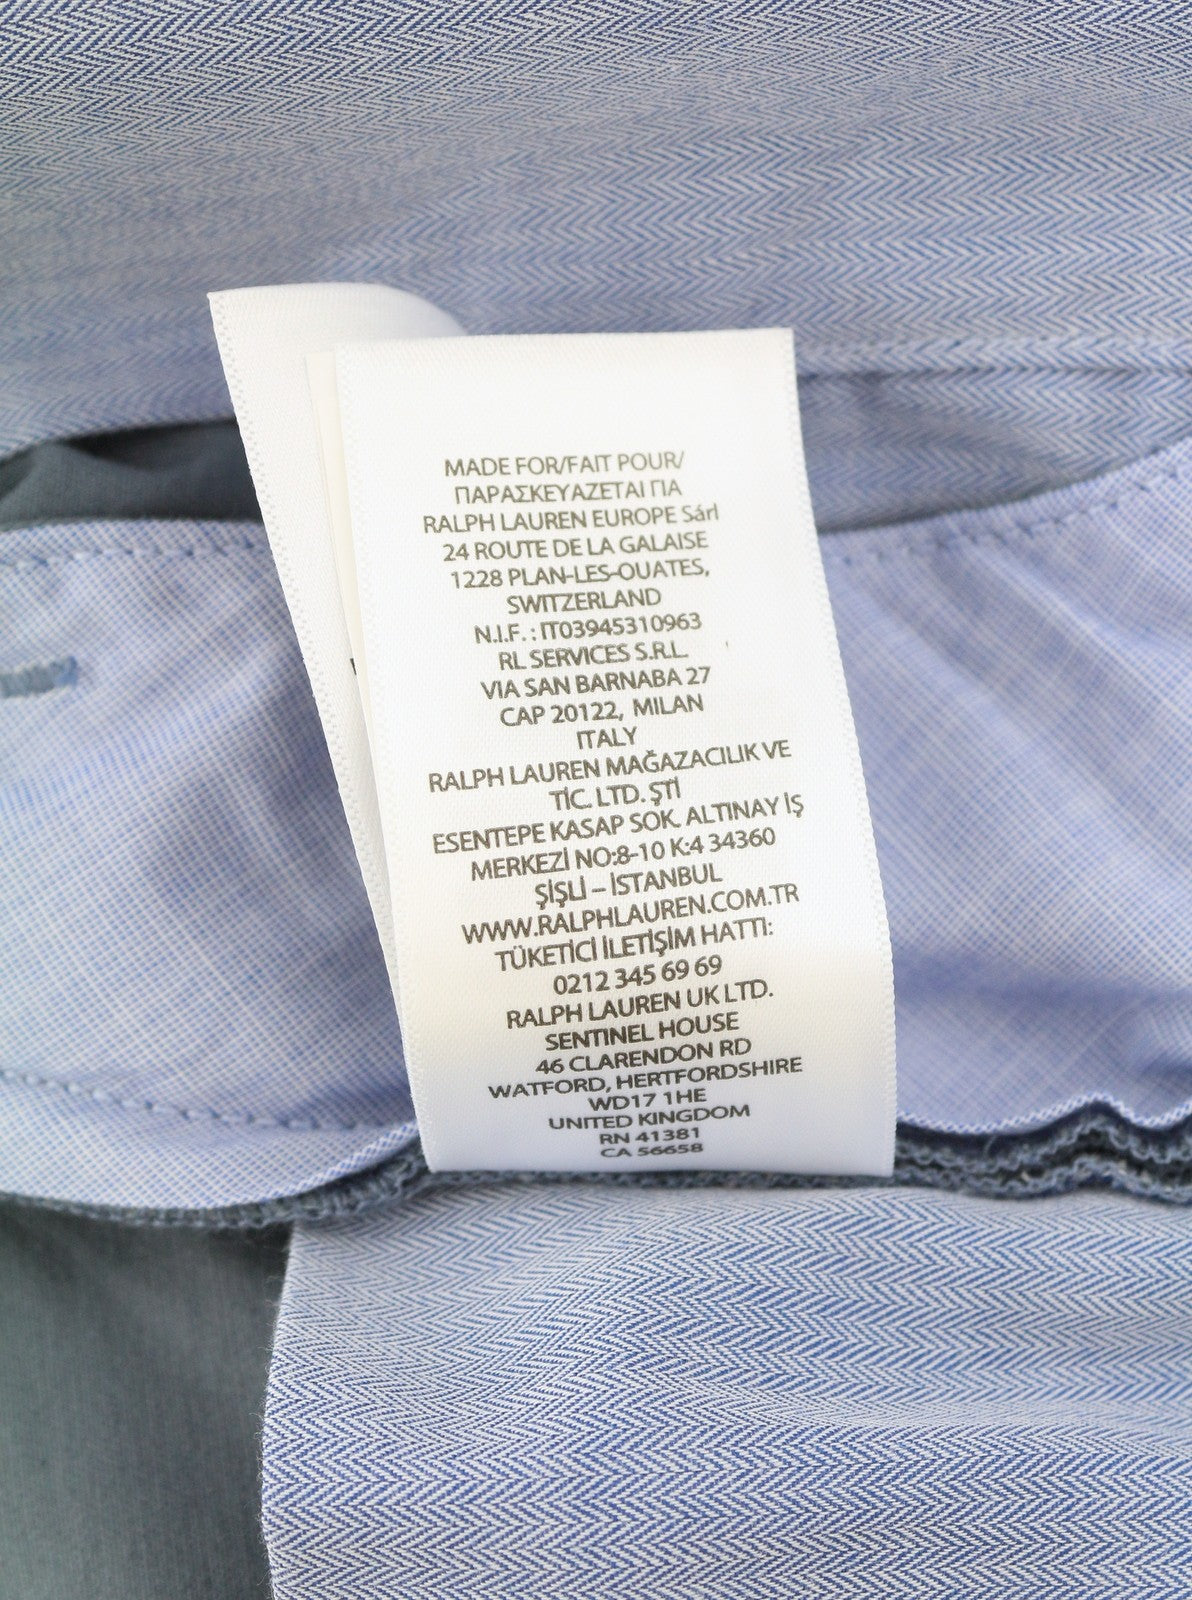 MADE FOR/FAIT POUR/
ΠΑΡΑΣΚΕΥΑΖΕΤΑΙ ΓΙΑ
RALPH LAUREN EUROPE Sárl
24 ROUTE DE LA GALAISE
1228 PLAN-LES-OUATES,
SWITZERLAND
N.I.F. : IT03945310963
RL SERVICES S.R.L.
VIA SAN BARNABA 27
CAP 20122, MILAN
ITALY
RALPH LAUREN MAĞAZACILIK VE
TİC. LTD. ŞTİ
ESENTEPE KASAP SOK. ALTINAY İŞ
MERKEZİ NO:8-10 K:4 34360
ŞİŞLİ – İSTANBUL
WWW.RALPHLAUREN.COM.TR
TÜKETİCİ İLETİŞİM HATTI:
0212 345 69 69
RALPH LAUREN UK LTD.
SENTINEL HOUSE
46 CLARENDON RD
WATFORD, HERTFORDSHIRE
WD17 1HE
UNITED KINGDOM
RN 41381
CA 56658